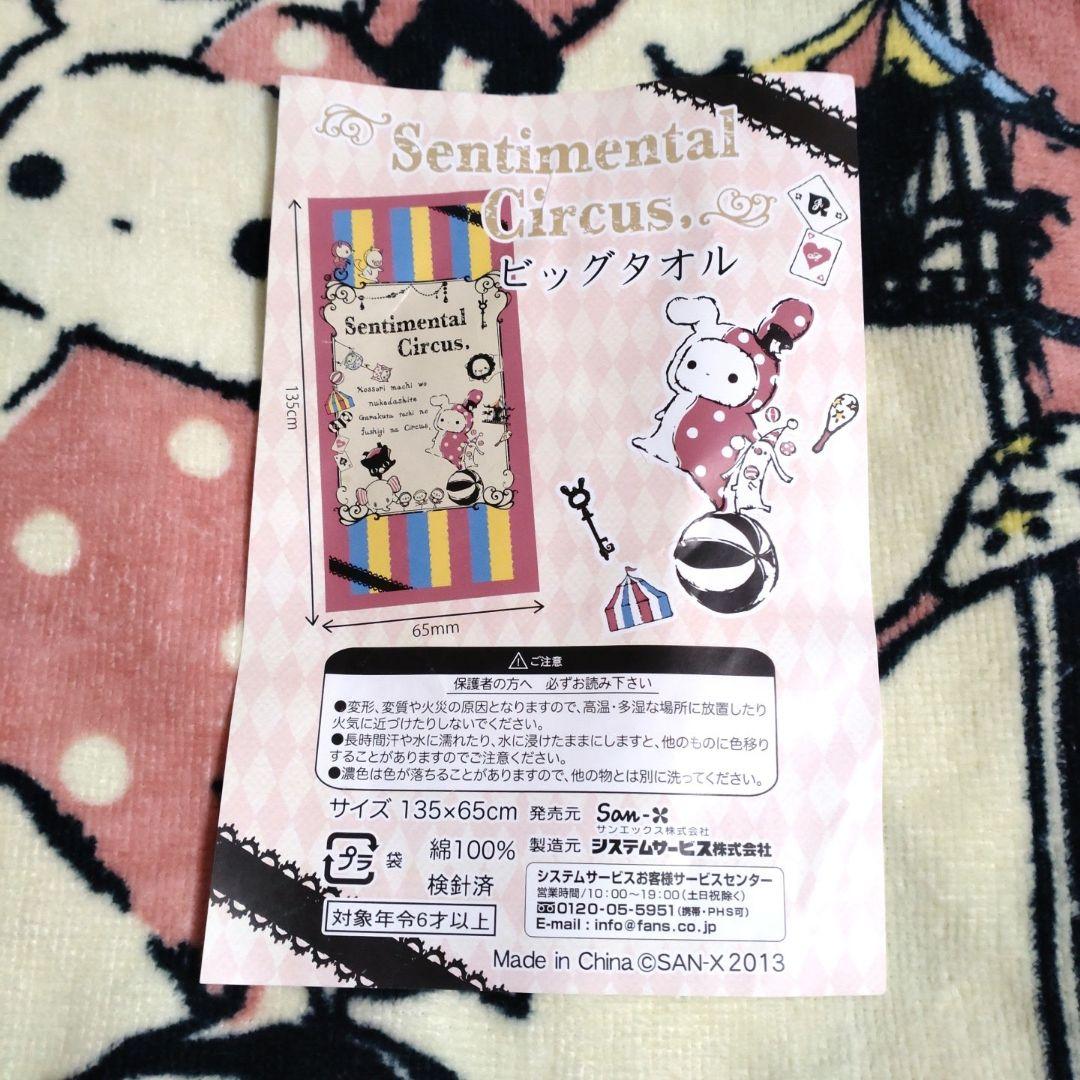 Sentimental
Circus.
ビッグタオル
135cm
Sentimental
Circus.
Kossori machi wo
nukedashite
Garakuta tachi no
fushigi na Circus.
65mm
ご注意
保護者の方へ 必ずお読み下さい
●変形、変質や火災の原因となりますので、高温・多湿な場所に放置したり
火気に近づけたりしないでください。
●長時間汗や水に濡れたり、水に浸けたままにしますと、他のものに色移り
することがありますのでご注意ください。
●濃色は色が落ちることがありますので、他の物とは別に洗ってください。
サイズ 135×65cm 発売元 San-X
サンエックス株式会社
プラ 袋 綿100% 製造元 システムサービス株式会社
検針済
対象年令6才以上
システムサービスお客様サービスセンター
営業時間/10:00〜19:00(土日祝除く)
0120-05-5951(携帯・PHS可)
E-mail : info@fans.co.jp
Made in China ©SAN-X 2013